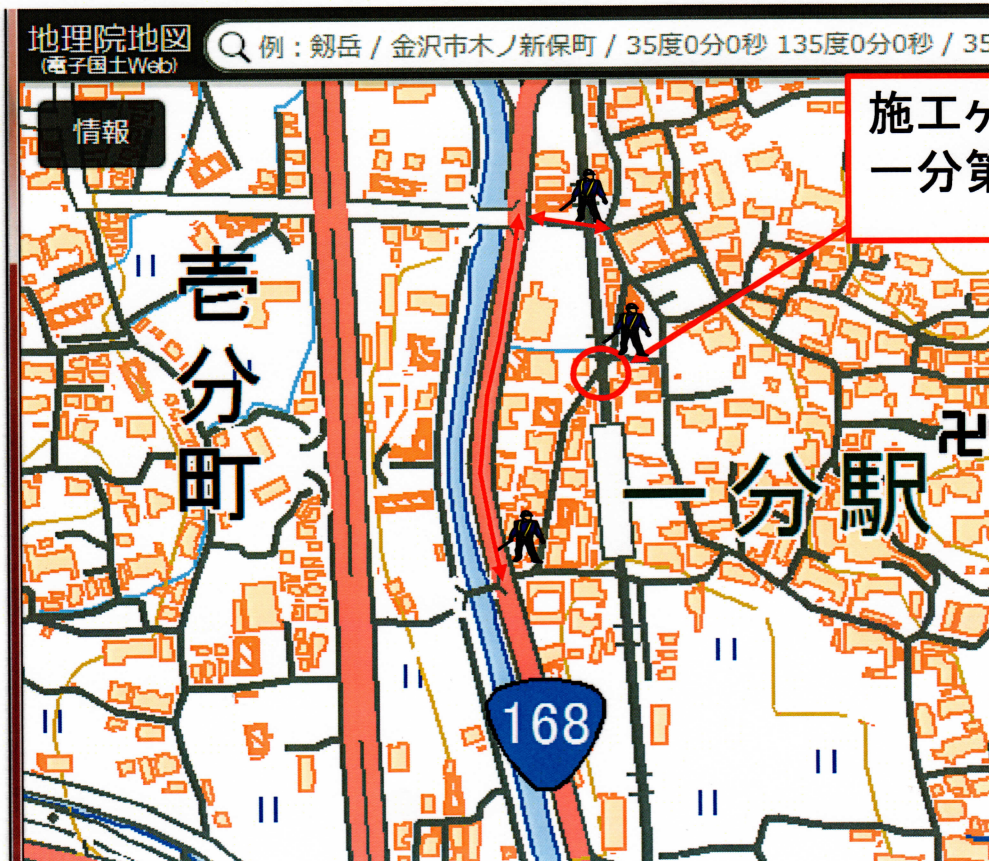 地理院地図
(電子国土Web)
例：剱岳 / 金沢市木ノ新保町 / 35度0分0秒 135度0分0秒 / 35
情報
施工ヶ
一分第
壱分町
一分駅
168